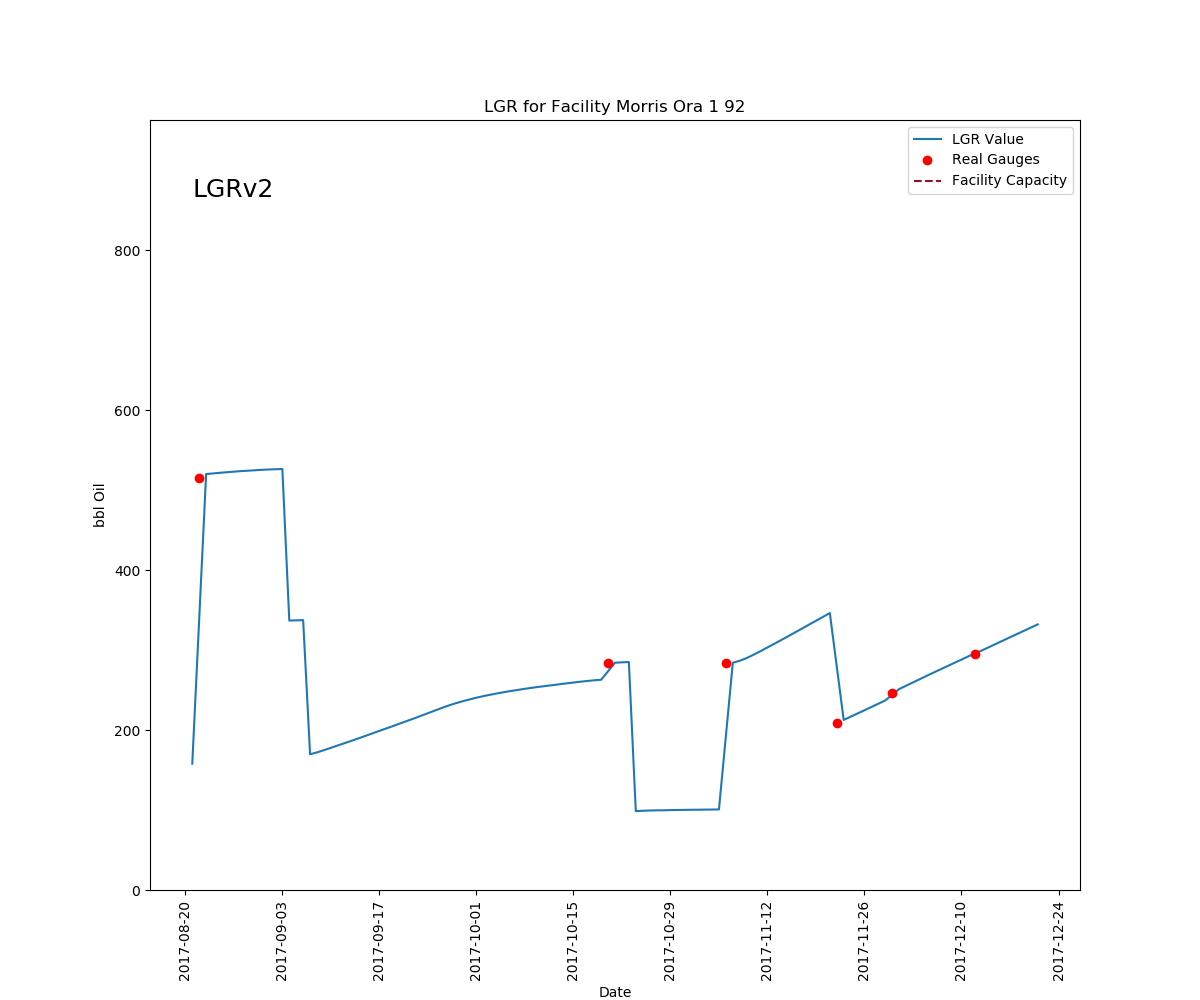 LGR for Facility Morris Ora 1 92
LGRv2
LGR Value
Real Gauges
Facility Capacity
bbl Oil
800
600
400
200
0
2017-08-20
2017-09-03
2017-09-17
2017-10-01
2017-10-15
2017-10-29
2017-11-12
2017-11-26
2017-12-10
2017-12-24
Date